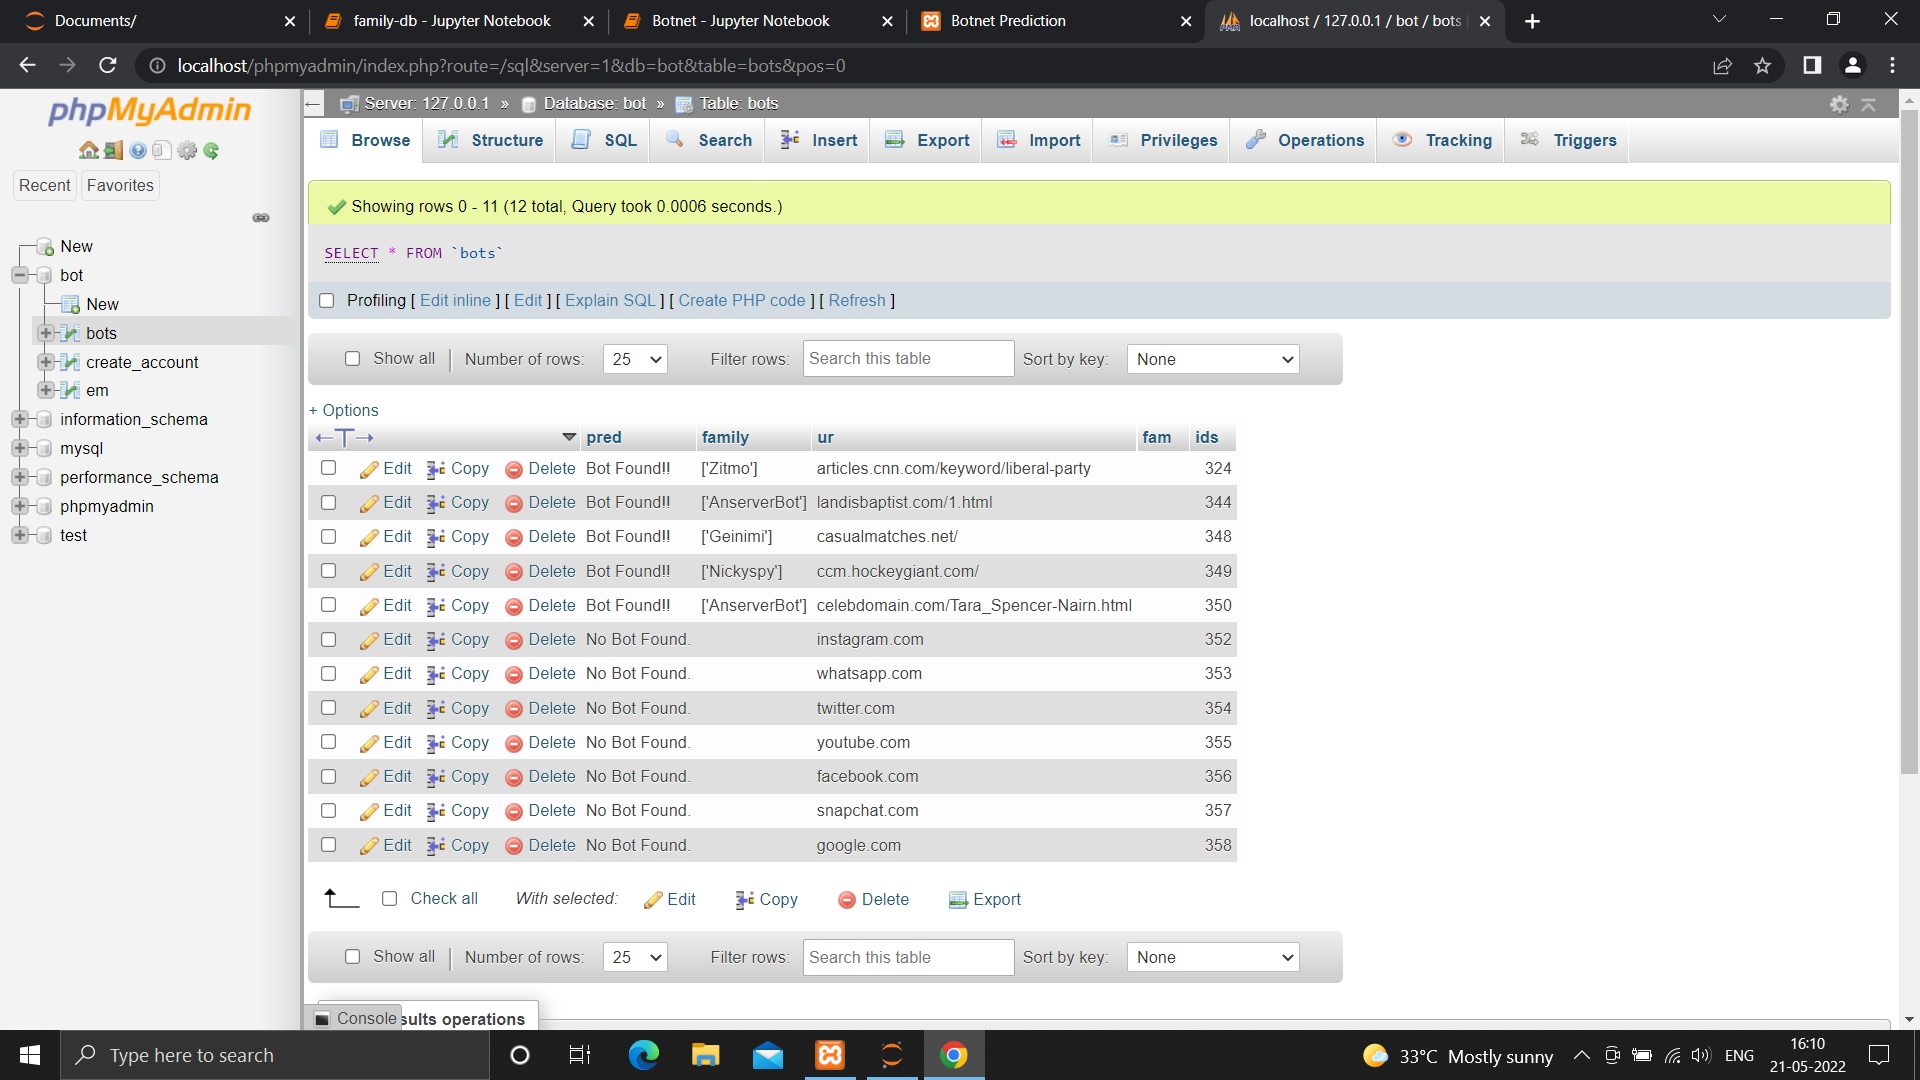 Documents/
family-db - Jupyter Notebook
Botnet - Jupyter Notebook
Botnet Prediction
localhost / 127.0.0.1 / bot / bots
localhost/phpmyadmin/index.php?route=/sql&server=1&db=bot&table=bots&pos=0
phpMyAdmin
Recent Favorites
New
bot
New
bots
create_account
em
information_schema
mysql
performance_schema
phpmyadmin
test
Server: 127.0.0.1 » Database: bot » Table: bots
Browse Structure SQL Search Insert Export Import Privileges Operations Tracking Triggers
Showing rows 0 - 11 (12 total, Query took 0.0006 seconds.)
SELECT * FROM `bots`
Profiling [ Edit inline ] [ Edit ] [ Explain SQL ] [ Create PHP code ] [ Refresh ]
Show all Number of rows: 25 Filter rows: Search this table Sort by key: None
+ Options
←T→ pred family ur fam ids
Edit Copy Delete Bot Found!! ['Zitmo'] articles.cnn.com/keyword/liberal-party 324
Edit Copy Delete Bot Found!! ['AnserverBot'] landisbaptist.com/1.html 344
Edit Copy Delete Bot Found!! ['Geinimi'] casualmatches.net/ 348
Edit Copy Delete Bot Found!! ['Nickyspy'] ccm.hockeygiant.com/ 349
Edit Copy Delete Bot Found!! ['AnserverBot'] celebdomain.com/Tara_Spencer-Nairn.html 350
Edit Copy Delete No Bot Found. instagram.com 352
Edit Copy Delete No Bot Found. whatsapp.com 353
Edit Copy Delete No Bot Found. twitter.com 354
Edit Copy Delete No Bot Found. youtube.com 355
Edit Copy Delete No Bot Found. facebook.com 356
Edit Copy Delete No Bot Found. snapchat.com 357
Edit Copy Delete No Bot Found. google.com 358
Check all With selected: Edit Copy Delete Export
Show all Number of rows: 25 Filter rows: Search this table Sort by key: None
Console sults operations
Type here to search
33°C Mostly sunny
ENG
16:10
21-05-2022